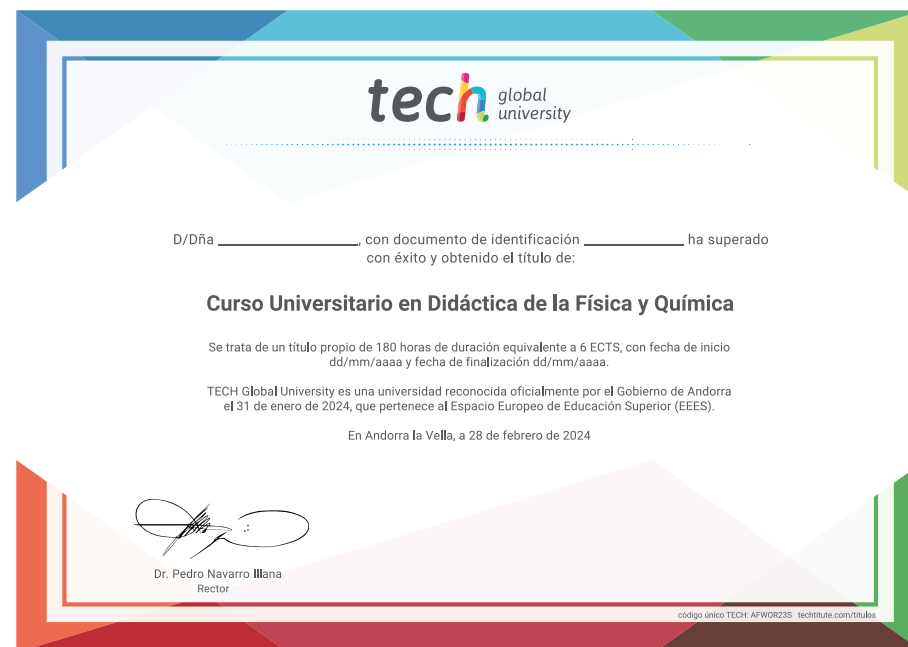 tech global university
D/Dña ____________________, con documento de identificación ______________ ha superado
con éxito y obtenido el título de:
Curso Universitario en Didáctica de la Física y Química
Se trata de un título propio de 180 horas de duración equivalente a 6 ECTS, con fecha de inicio
dd/mm/aaaa y fecha de finalización dd/mm/aaaa.
TECH Global University es una universidad reconocida oficialmente por el Gobierno de Andorra
el 31 de enero de 2024, que pertenece al Espacio Europeo de Educación Superior (EEES).
En Andorra la Vella, a 28 de febrero de 2024
Dr. Pedro Navarro Illana
Rector
código único TECH: AFWOR23S techtitute.com/titulos